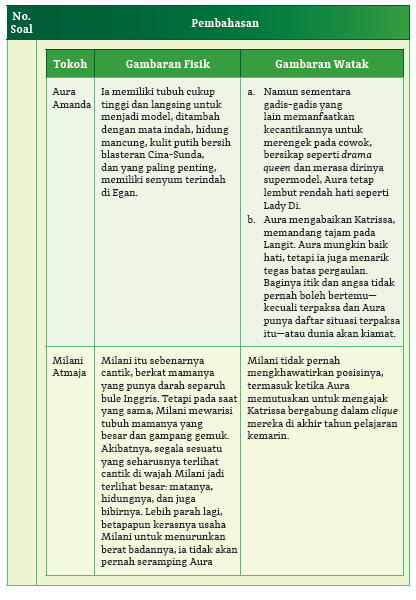 No.
Soal
Pembahasan
Tokoh
Gambaran Fisik
Gambaran Watak
Aura
Amanda
Ia memiliki tubuh cukup
tinggi dan langsing untuk
menjadi model, ditambah
dengan mata indah, hidung
mancung, kulit putih bersih
blasteran Cina-Sunda,
dan yang paling penting,
memiliki senyum terindah
di Egan.
a. Namun sementara
gadis-gadis yang
lain memanfaatkan
kecantikannya untuk
merengek pada cowok,
bersikap seperti drama
queen dan merasa dirinya
supermodel, Aura tetap
lembut rendah hati seperti
Lady Di.
b. Aura mengabaikan Katrissa,
memandang tajam pada
Langit. Aura mungkin baik
hati, tetapi ia juga menarik
tegas batas pergaulan.
Baginya itik dan angsa tidak
pernah boleh bertemu—
kecuali terpaksa dan Aura
punya daftar situasi terpaksa
itu—atau dunia akan kiamat.
Milani
Atmaja
Milani itu sebenarnya
cantik, berkat mamanya
yang punya darah separuh
bule Inggris. Tetapi pada saat
yang sama, Milani mewarisi
tubuh mamanya yang
besar dan gampang gemuk.
Akibatnya, segala sesuatu
yang seharusnya terlihat
cantik di wajah Milani jadi
terlihat besar: matanya,
hidungnya, dan juga
bibirnya. Lebih parah lagi,
betapapun kerasnya usaha
Milani untuk menurunkan
berat badannya, ia tidak akan
pernah seramping Aura
Milani tidak pernah
mengkhawatirkan posisinya,
termasuk ketika Aura
memutuskan untuk mengajak
Katrissa bergabung dalam clique
mereka di akhir tahun pelajaran
kemarin.